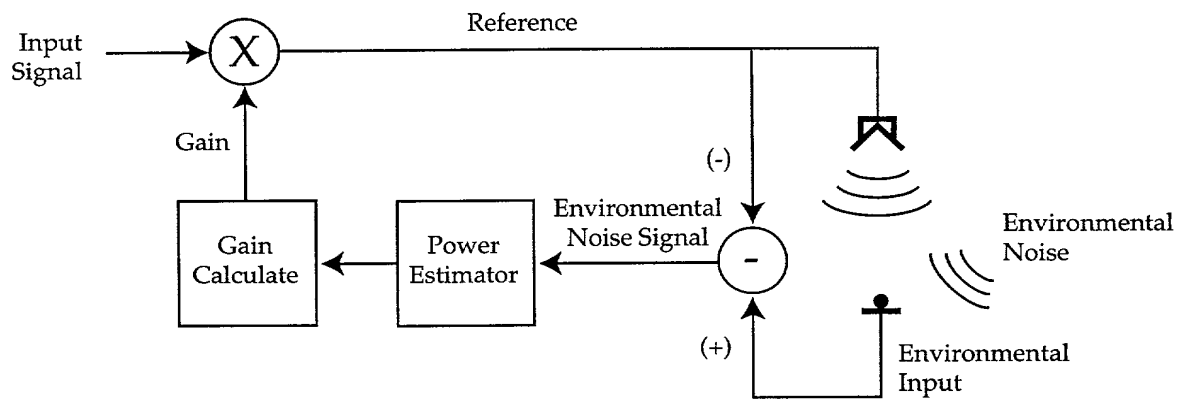 Reference
Input
Signal
X
Gain
(-)
Environmental
Noise Signal
Environmental
Noise
Gain
Calculate
Power
Estimator
-
(+)
Environmental
Input